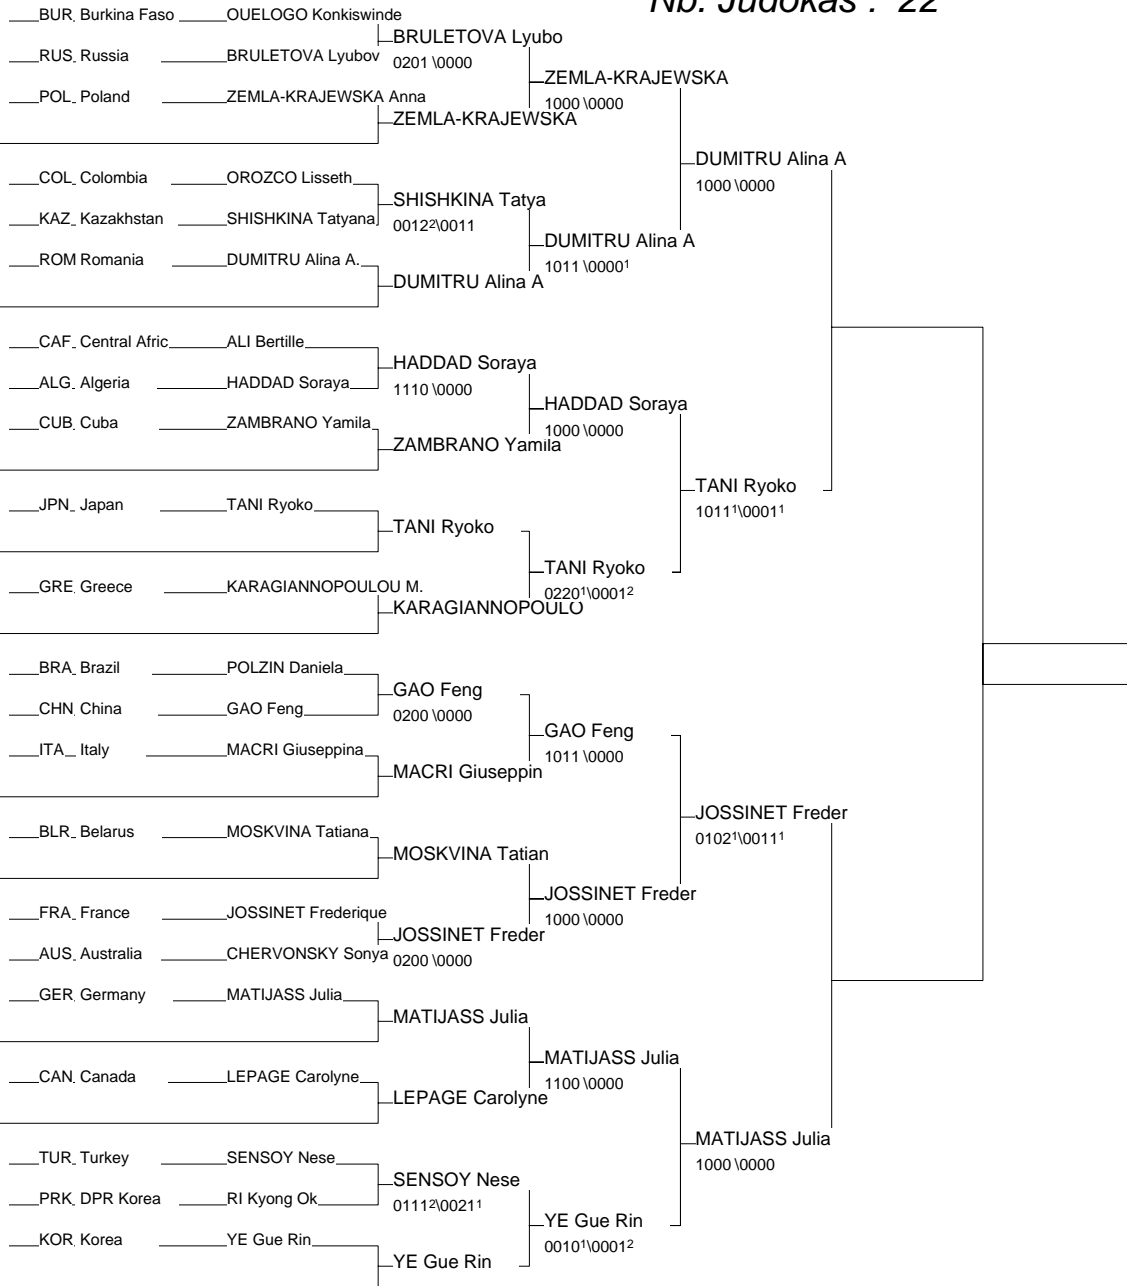 Nb. Judokas : 22
BUR Burkina Faso OUELOGO Konkiswinde
BRULETOVA Lyubo
RUS Russia BRULETOVA Lyubov
0201 \0000
ZEMLA-KRAJEWSKA
POL Poland ZEMLA-KRAJEWSKA Anna
1000 \0000
ZEMLA-KRAJEWSKA
DUMITRU Alina A
1000 \0000
COL Colombia OROZCO Lisseth
SHISHKINA Tatya
KAZ Kazakhstan SHISHKINA Tatyana
0012²\0011
DUMITRU Alina A
ROM Romania DUMITRU Alina A.
1011 \0000¹
DUMITRU Alina A
CAF Central Afric ALI Bertille
HADDAD Soraya
ALG Algeria HADDAD Soraya
1110 \0000
HADDAD Soraya
CUB Cuba ZAMBRANO Yamila
1000 \0000
ZAMBRANO Yamila
TANI Ryoko
1011¹\0001¹
JPN Japan TANI Ryoko
TANI Ryoko
TANI Ryoko
GRE Greece KARAGIANNOPOULOU M.
0220¹\0001²
KARAGIANNOPOULO
BRA Brazil POLZIN Daniela
GAO Feng
CHN China GAO Feng
0200 \0000
GAO Feng
ITA Italy MACRI Giuseppina
1011 \0000
MACRI Giuseppin
JOSSINET Freder
0102¹\0011¹
BLR Belarus MOSKVINA Tatiana
MOSKVINA Tatian
JOSSINET Freder
FRA France JOSSINET Frederique
1000 \0000
JOSSINET Freder
AUS Australia CHERVONSKY Sonya
0200 \0000
GER Germany MATIJASS Julia
MATIJASS Julia
MATIJASS Julia
CAN Canada LEPAGE Carolyne
1100 \0000
LEPAGE Carolyne
MATIJASS Julia
1000 \0000
TUR Turkey SENSOY Nese
SENSOY Nese
PRK DPR Korea RI Kyong Ok
0111²\0021¹
YE Gue Rin
KOR Korea YE Gue Rin
0010¹\0001²
YE Gue Rin